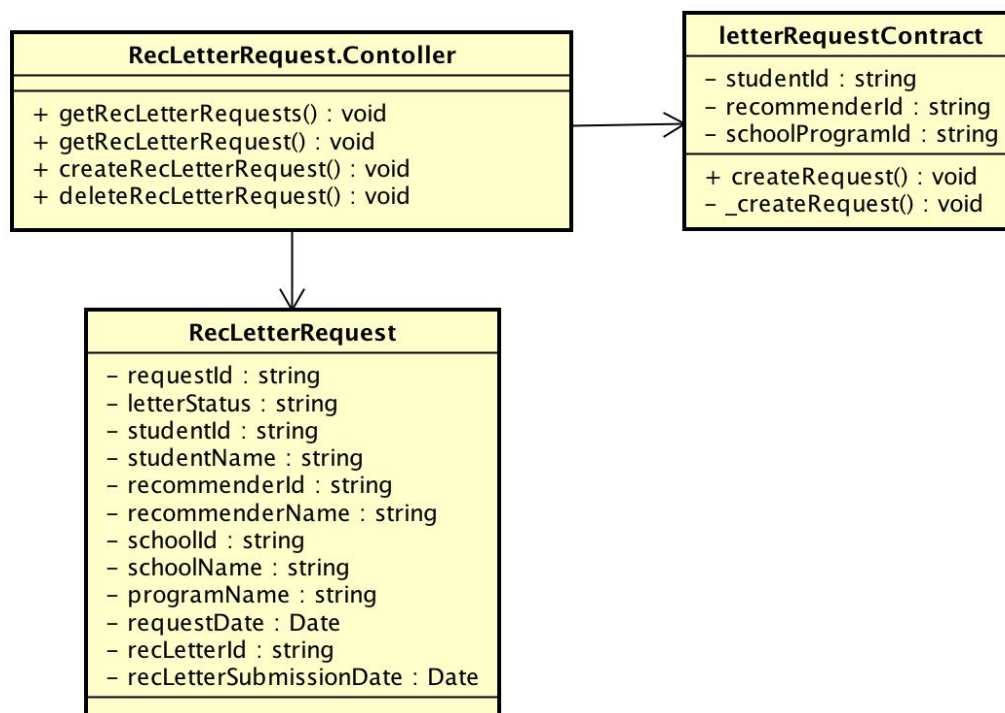 RecLetterRequest.Contoller
+ getRecLetterRequests() : void
+ getRecLetterRequest() : void
+ createRecLetterRequest() : void
+ deleteRecLetterRequest() : void
letterRequestContract
– studentId : string
– recommenderId : string
– schoolProgramId : string
+ createRequest() : void
– _createRequest() : void
RecLetterRequest
– requestId : string
– letterStatus : string
– studentId : string
– studentName : string
– recommenderId : string
– recommenderName : string
– schoolId : string
– schoolName : string
– programName : string
– requestDate : Date
– recLetterId : string
– recLetterSubmissionDate : Date